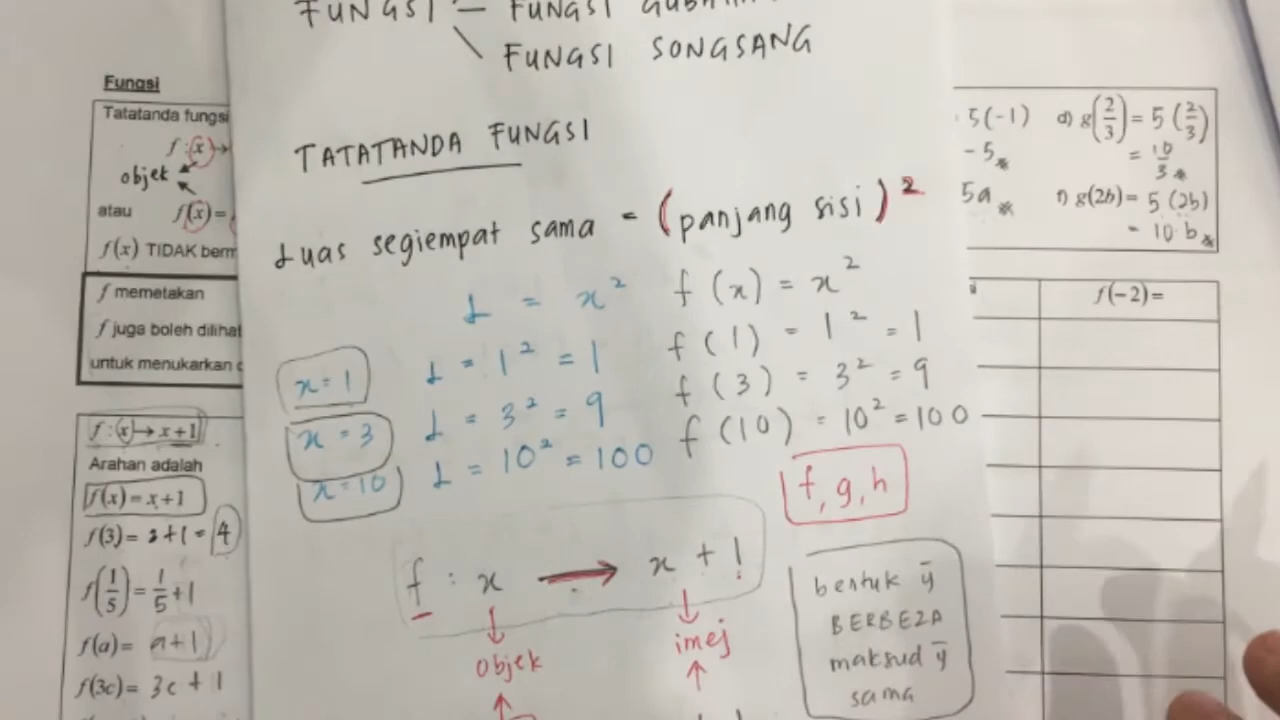 FUNGSI — FUNGSI
FUNGSI SONGSANG
TATATANDA FUNGSI
Luas segiempat sama = (panjang sisi)²
L = x² f(x) = x²
x = 1 L = 1² = 1 f(1) = 1² = 1
x = 3 L = 3² = 9 f(3) = 3² = 9
x = 10 L = 10² = 100 f(10) = 10² = 100
f, g, h
f : x → x + 1
objek imej
bentuk ȳ
BERBEZA
maksud ȳ
sama
Fungsi
Tatatanda fungsi
f : x →
objek
atau f(x) =
f(x) TIDAK
f memetakan
f juga boleh
untuk menukarkan
f : x → x+1
Arahan adalah
f(x) = x+1
f(3) = 3+1 = 4
f(1/5) = 1/5 + 1
f(a) = a+1
f(3c) = 3c + 1
5(-1) d) g(2/3) = 5(2/3)
-5 = 10/3
5a f) g(2b) = 5(2b)
= 10b
f(−2) =